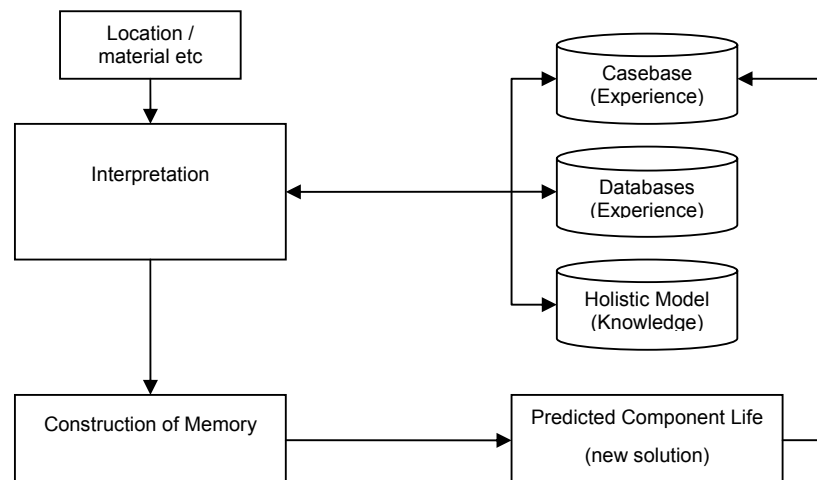 Location /
material etc
Casebase
(Experience)
Interpretation
Databases
(Experience)
Holistic Model
(Knowledge)
Construction of Memory
Predicted Component Life
(new solution)